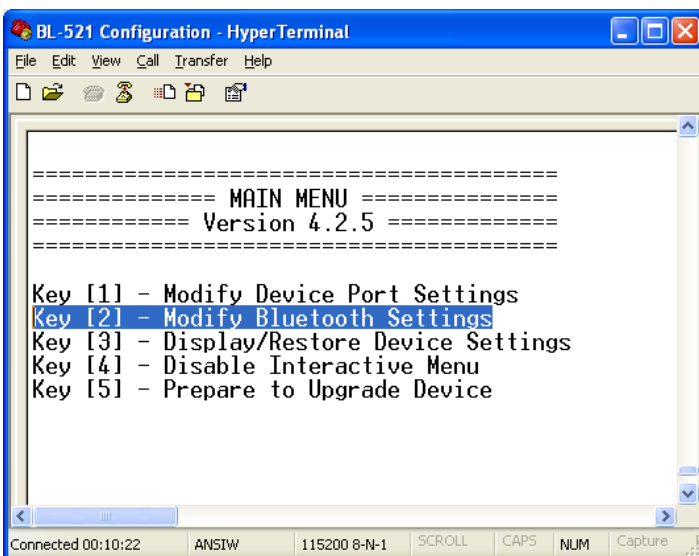 BL-521 Configuration - HyperTerminal
File Edit View Call Transfer Help
========================================
============== MAIN MENU ===============
============ Version 4.2.5 =============
========================================
Key [1] - Modify Device Port Settings
Key [2] - Modify Bluetooth Settings
Key [3] - Display/Restore Device Settings
Key [4] - Disable Interactive Menu
Key [5] - Prepare to Upgrade Device
Connected 00:10:22 ANSIW 115200 8-N-1 SCROLL CAPS NUM Capture